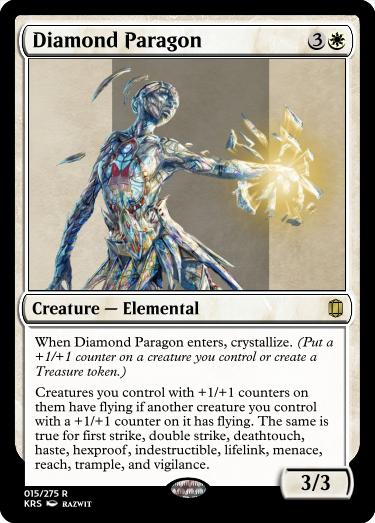 Diamond Paragon 3
Creature — Elemental
When Diamond Paragon enters, crystallize. (Put a
+1/+1 counter on a creature you control or create a
Treasure token.)
Creatures you control with +1/+1 counters on
them have flying if another creature you control
with a +1/+1 counter on it has flying. The same is
true for first strike, double strike, deathtouch,
haste, hexproof, indestructible, lifelink, menace,
reach, trample, and vigilance.
3/3
015/275 R
KRS RAZWIT